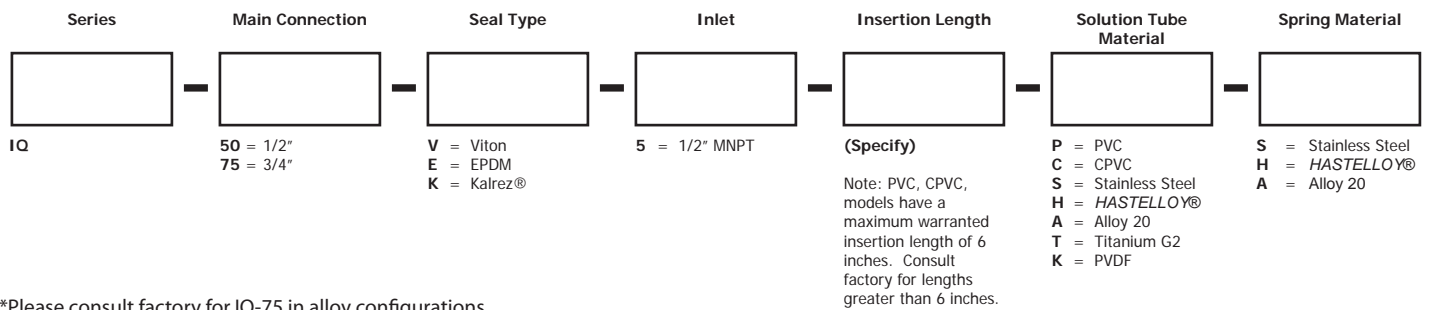 Series
Main Connection
Seal Type
Inlet
Insertion Length
Solution Tube
Material
Spring Material
IQ
50 = 1/2″
75 = 3/4″
V = Viton
E = EPDM
K = Kalrez®
5 = 1/2″ MNPT
(Specify)
Note: PVC, CPVC,
models have a
maximum warranted
insertion length of 6
inches. Consult
factory for lengths
greater than 6 inches.
P = PVC
C = CPVC
S = Stainless Steel
H = HASTELLOY®
A = Alloy 20
T = Titanium G2
K = PVDF
S = Stainless Steel
H = HASTELLOY®
A = Alloy 20
*Please consult factory for IQ-75 in alloy configurations